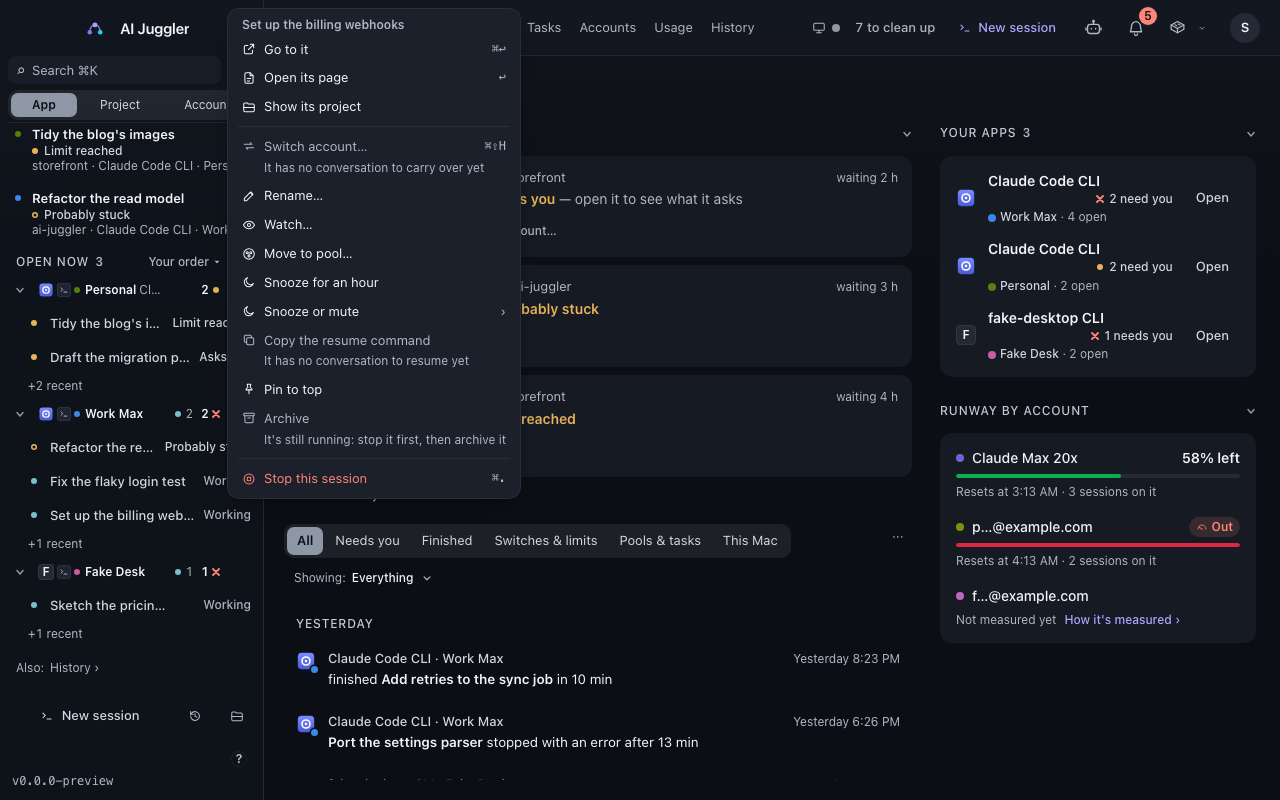 AI Juggler
Search ⌘K
App
Project
Accoun
Tidy the blog's images
Limit reached
storefront · Claude Code CLI · Pers
Refactor the read model
Probably stuck
ai-juggler · Claude Code CLI · Work
OPEN NOW 3
Your order
Personal Cl...
2
Tidy the blog's i...
Limit reac
Draft the migration p...
Asks
+2 recent
Work Max
2
2
Refactor the re...
Probably st
Fix the flaky login test
Wor
Set up the billing web...
Working
+1 recent
F
Fake Desk
1
1
Sketch the pricin...
Working
+1 recent
Also: History ›
New session
?
v0.0.0-preview
Set up the billing webhooks
Go to it
⌘↩
Open its page
↩
Show its project
Switch account...
⌘⇧H
It has no conversation to carry over yet
Rename...
Watch...
Move to pool...
Snooze for an hour
Snooze or mute
›
Copy the resume command
It has no conversation to resume yet
Pin to top
Archive
It's still running: stop it first, then archive it
Stop this session
⌘.
Tasks
Accounts
Usage
History
7 to clean up
New session
5
S
orefront
waiting 2 h
s you — open it to see what it asks
ount...
i-juggler
waiting 3 h
bably stuck
orefront
waiting 4 h
reached
All
Needs you
Finished
Switches & limits
Pools & tasks
This Mac
...
Showing: Everything
YESTERDAY
Claude Code CLI · Work Max
Yesterday 8:23 PM
finished Add retries to the sync job in 10 min
Claude Code CLI · Work Max
Yesterday 6:26 PM
Port the settings parser stopped with an error after 13 min
YOUR APPS 3
Claude Code CLI
2 need you
Open
Work Max · 4 open
Claude Code CLI
2 need you
Open
Personal · 2 open
F
fake-desktop CLI
1 needs you
Open
Fake Desk · 2 open
RUNWAY BY ACCOUNT
Claude Max 20x
58% left
Resets at 3:13 AM · 3 sessions on it
p...@example.com
Out
Resets at 4:13 AM · 2 sessions on it
f...@example.com
Not measured yet
How it's measured ›